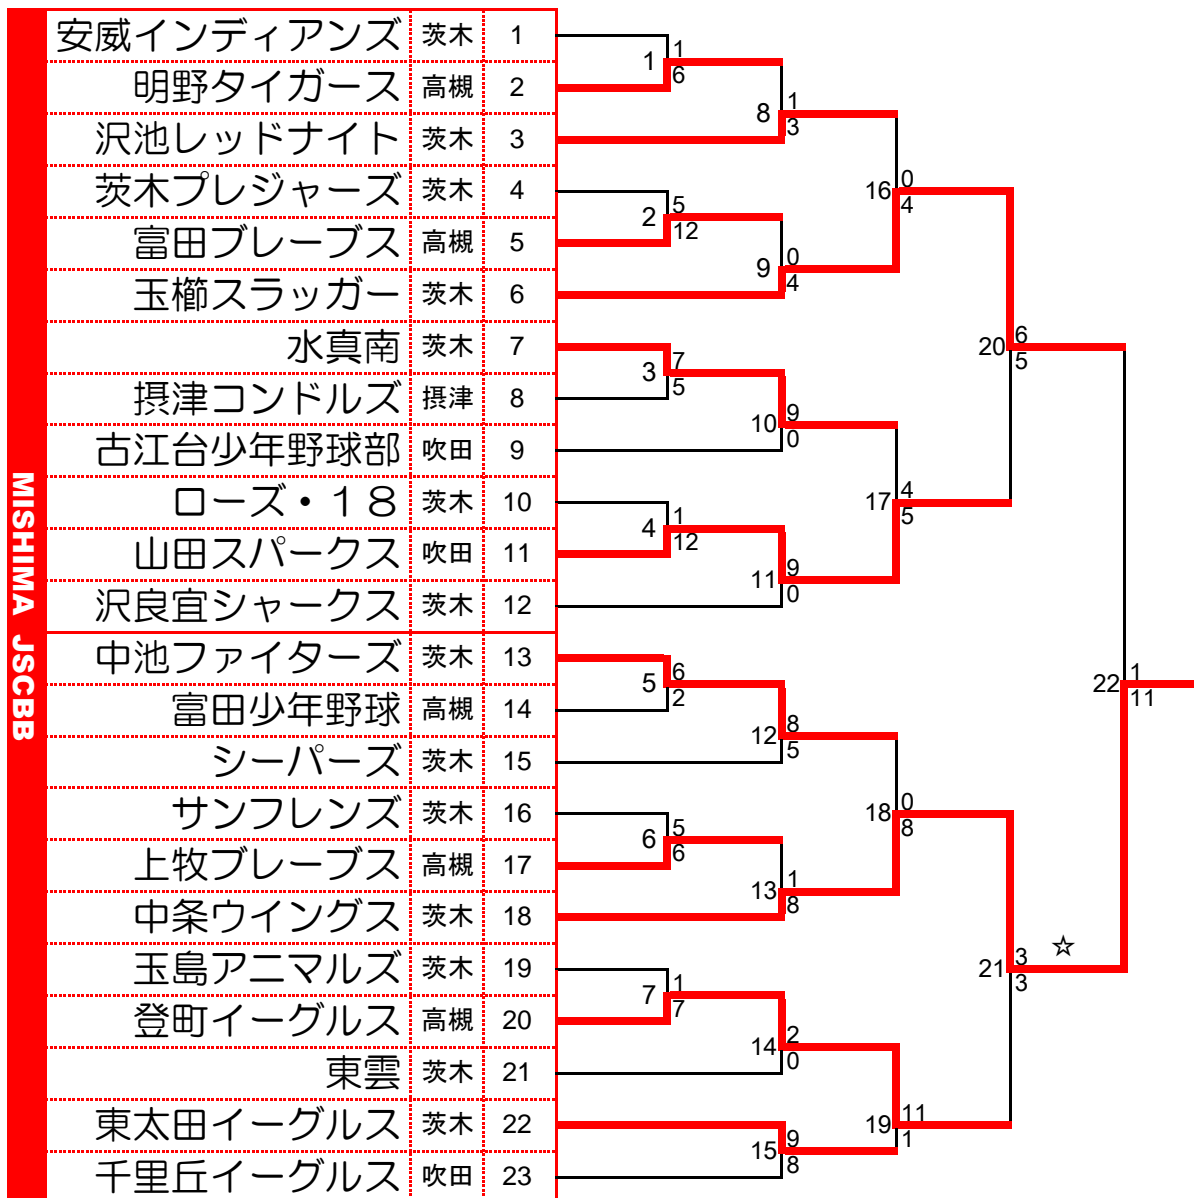 MISHIMA JSCBB
安威インディアンズ 茨木 1
明野タイガース 高槻 2
沢池レッドナイト 茨木 3
茨木プレジャーズ 茨木 4
富田ブレーブス 高槻 5
玉櫛スラッガー 茨木 6
水真南 茨木 7
摂津コンドルズ 摂津 8
古江台少年野球部 吹田 9
ローズ・18 茨木 10
山田スパークス 吹田 11
沢良宜シャークス 茨木 12
中池ファイターズ 茨木 13
富田少年野球 高槻 14
シーパーズ 茨木 15
サンフレンズ 茨木 16
上牧ブレーブス 高槻 17
中条ウイングス 茨木 18
玉島アニマルズ 茨木 19
登町イーグルス 高槻 20
東雲 茨木 21
東太田イーグルス 茨木 22
千里丘イーグルス 吹田 23
1 1 6
2 5 12
3 7 5
4 1 12
5 6 2
6 5 6
7 1 7
8 1 3
9 0 4
10 9 0
11 9 0
12 8 5
13 1 8
14 2 0
15 9 8
16 0 4
17 4 5
18 0 8
19 11 1
20 6 5
21 3 3
☆
22 1 11